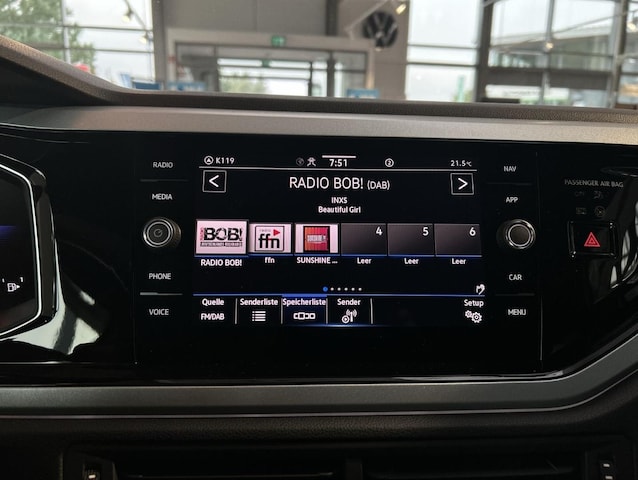 RADIO
MEDIA
PHONE
VOICE
K119
7:51
21.5°C
RADIO BOB! (DAB)
INXS
Beautiful Girl
BOB!
ffn
4
5
6
RADIO BOB!
ffn
SUNSHINE ...
Leer
Leer
Leer
Quelle
Senderliste
Speicherliste
Sender
Setup
FM/DAB
NAV
APP
CAR
MENU
PASSENGER AIR BAG